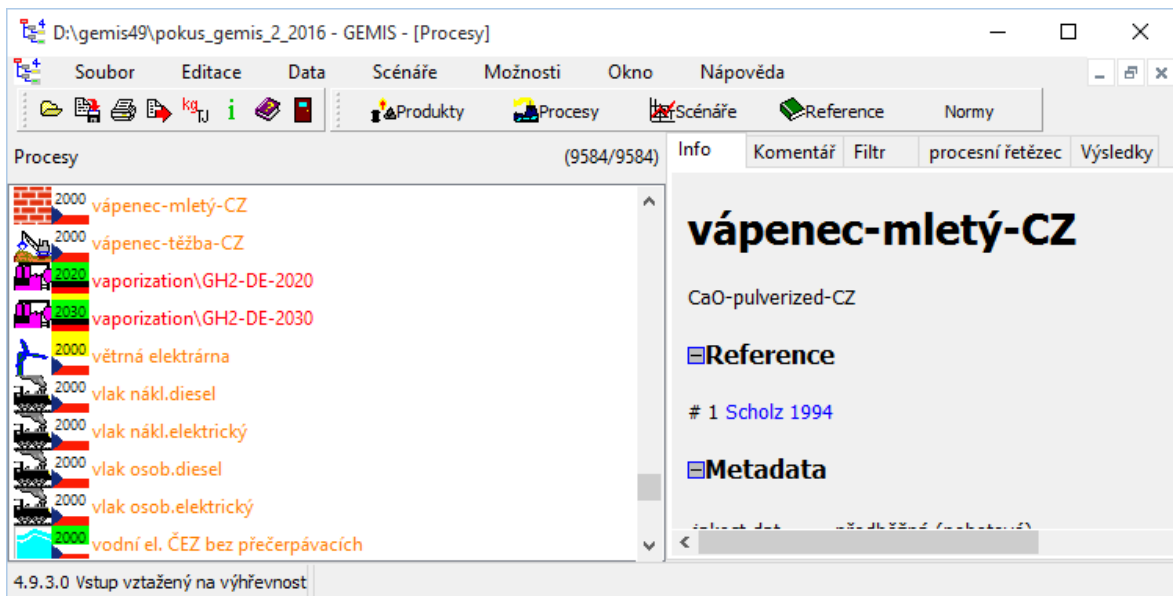 D:\gemis49\pokus_gemis_2_2016 - GEMIS - [Procesy]
Soubor Editace Data Scénáře Možnosti Okno Nápověda
kg TJ i Produkty Procesy Scénáře Reference Normy
Procesy (9584/9584) Info Komentář Filtr procesní řetězec Výsledky
2000 vápenec-mletý-CZ
2000 vápenec-těžba-CZ
2020 vaporization\GH2-DE-2020
2030 vaporization\GH2-DE-2030
2000 větrná elektrárna
2000 vlak nákl.diesel
2000 vlak nákl.elektrický
2000 vlak osob.diesel
2000 vlak osob.elektrický
2000 vodní el. ČEZ bez přečerpávacích
vápenec-mletý-CZ
CaO-pulverized-CZ
Reference
# 1 Scholz 1994
Metadata
4.9.3.0 Vstup vztažený na výhřevnost